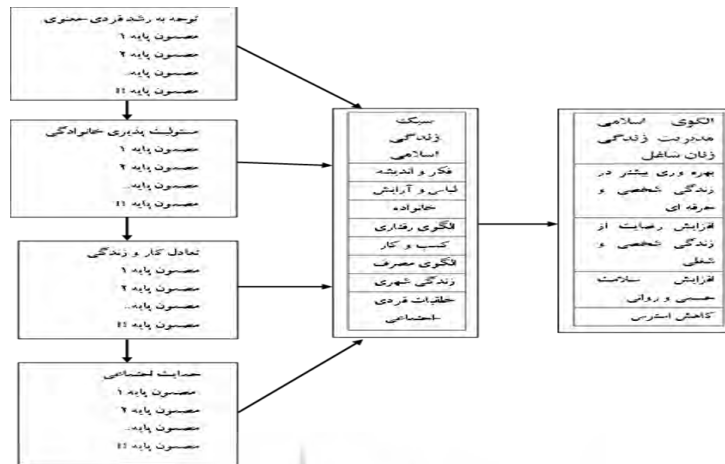 توجه به رشد فردی-معنوی
مضمون پایه ۱
مضمون پایه ۲
مضمون پایه..
مضمون پایه n
مسئولیت پذیری خانوادگی
مضمون پایه ۱
مضمون پایه ۲
مضمون پایه..
مضمون پایه n
تعادل کار و زندگی
مضمون پایه ۱
مضمون پایه ۲
مضمون پایه..
مضمون پایه n
حمایت اجتماعی
مضمون پایه ۱
مضمون پایه ۲
مضمون پایه..
مضمون پایه n
سبک
زندگی
اسلامی
فکر و اندیشه
لباس و آرایش
خانواده
الگوی رفتاری
کسب و کار
الگوی مصرف
زندگی شهری
خلقیات فردی
-اجتماعی
الگوی اسلامی
مدیریت زندگی
زنان شاغل
بهره وری بیشتر در
زندگی شخصی و
حرفه ای
افزایش رضایت از
زندگی شخصی و
شغلی
افزایش سلامت
جسمی و روانی
کاهش استرس